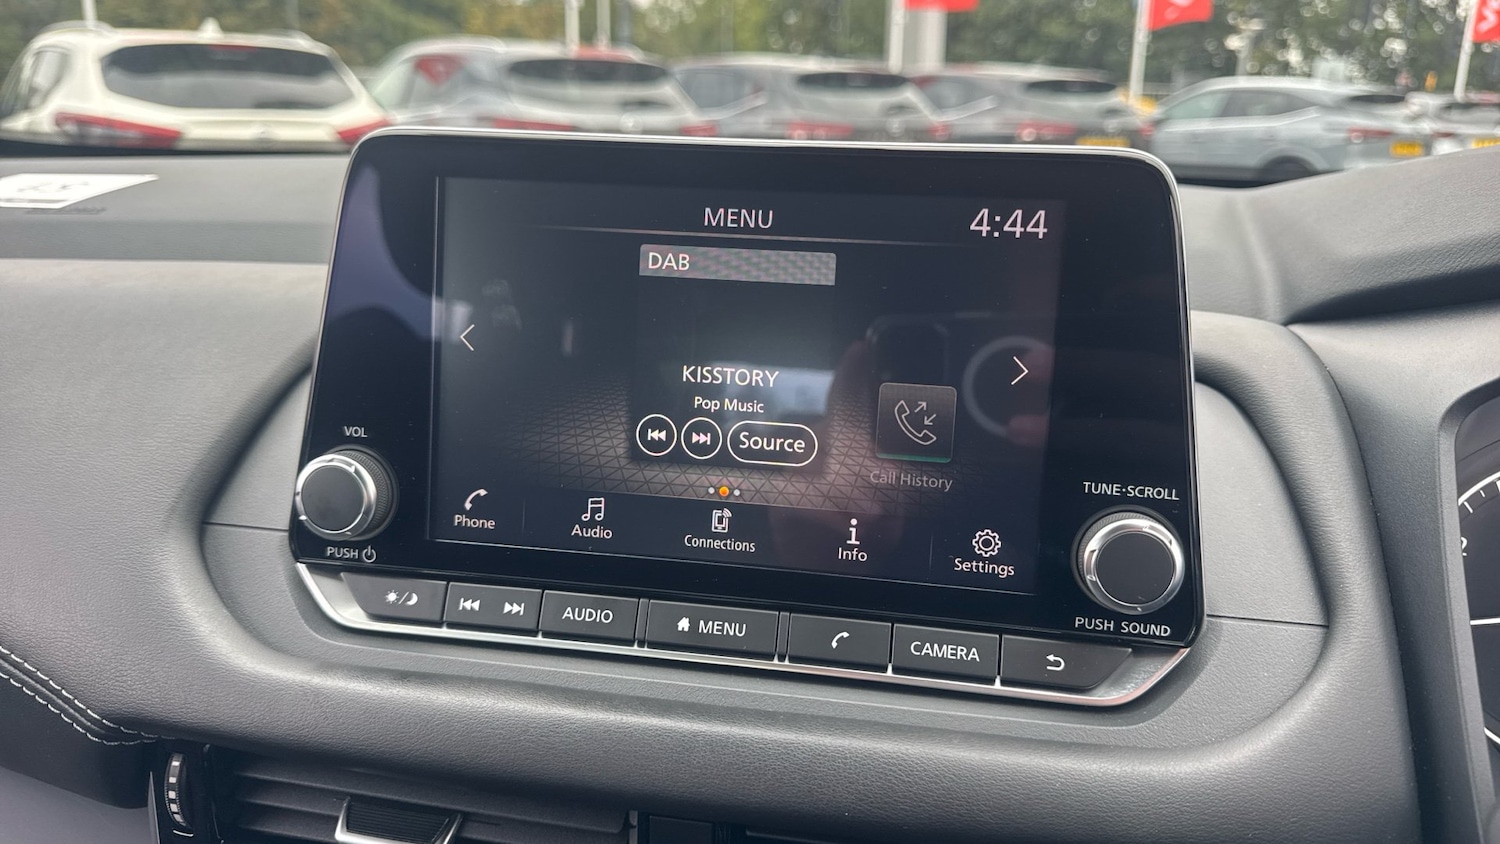 MENU
4:44
DAB
KISSTORY
Pop Music
Source
Call History
Phone
Audio
Connections
Info
Settings
VOL
PUSH
TUNE·SCROLL
PUSH SOUND
AUDIO
MENU
CAMERA
2